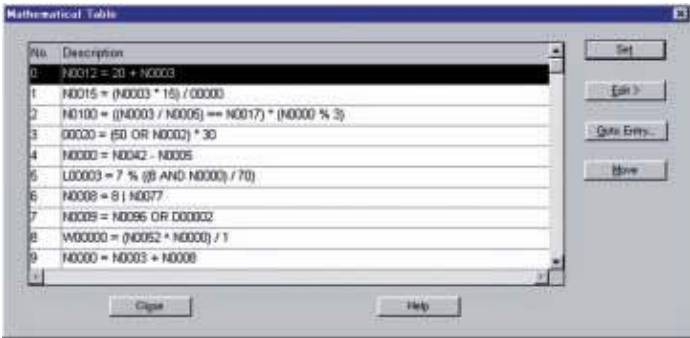 Mathematical Table
No. Description
0 N0012 = 20 + N0003
1 N0015 = (N0003 * 15) / 00000
2 N0100 = ((N0003 / N0005) == N0017) * (N0000 % 3)
3 00020 = (50 OR N0002) * 30
4 N0000 = N0042 - N0005
5 L00003 = 7 % ((8 AND N0000) / 70)
6 N0008 = 8 | N0077
7 N0009 = N0096 OR D00002
8 W00000 = (N0052 ^ N0000) / 1
9 N0000 = N0003 + N0008
Set
Edit >
Goto Entry...
Move
Close
Help